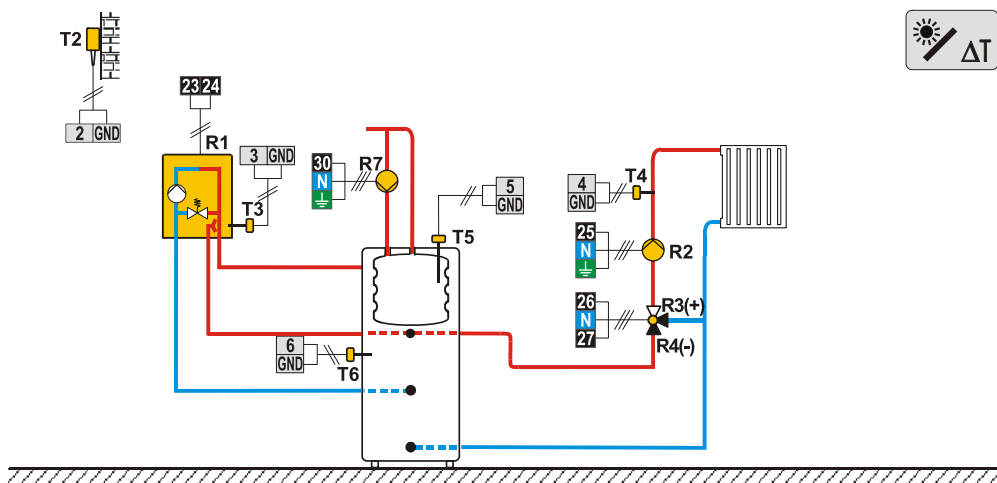 T2
2 GND
23 24
R1
3 GND
T3
30
N
R7
5
GND
T5
6
GND
T6
4
GND
T4
25
N
R2
26
N
27
R3(+)
R4(-)
ΔT